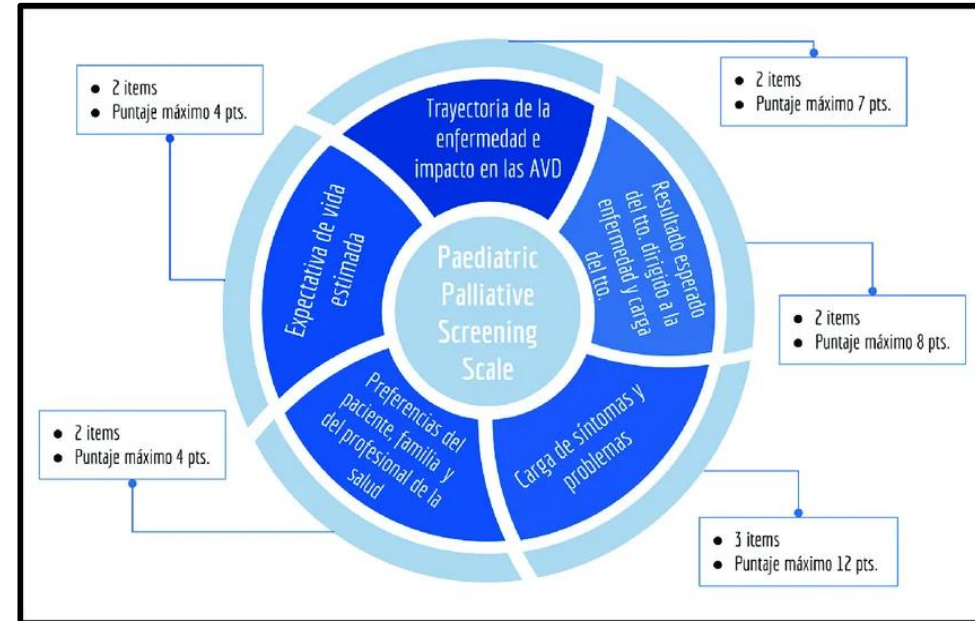 ● 2 items
● Puntaje máximo 4 pts.
● 2 items
● Puntaje máximo 7 pts.
Trayectoria de la
enfermedad e
impacto en las AVD
Resultado esperado
del tto. dirigido a la
enfermedad y carga
del tto.
Expectativa de vida
estimada
Paediatric
Palliative
Screening
Scale
● 2 items
● Puntaje máximo 8 pts.
Preferencias del
paciente, familia y
del profesional de la
salud
Carga de síntomas y
problemas
● 2 items
● Puntaje máximo 4 pts.
● 3 items
● Puntaje máximo 12 pts.